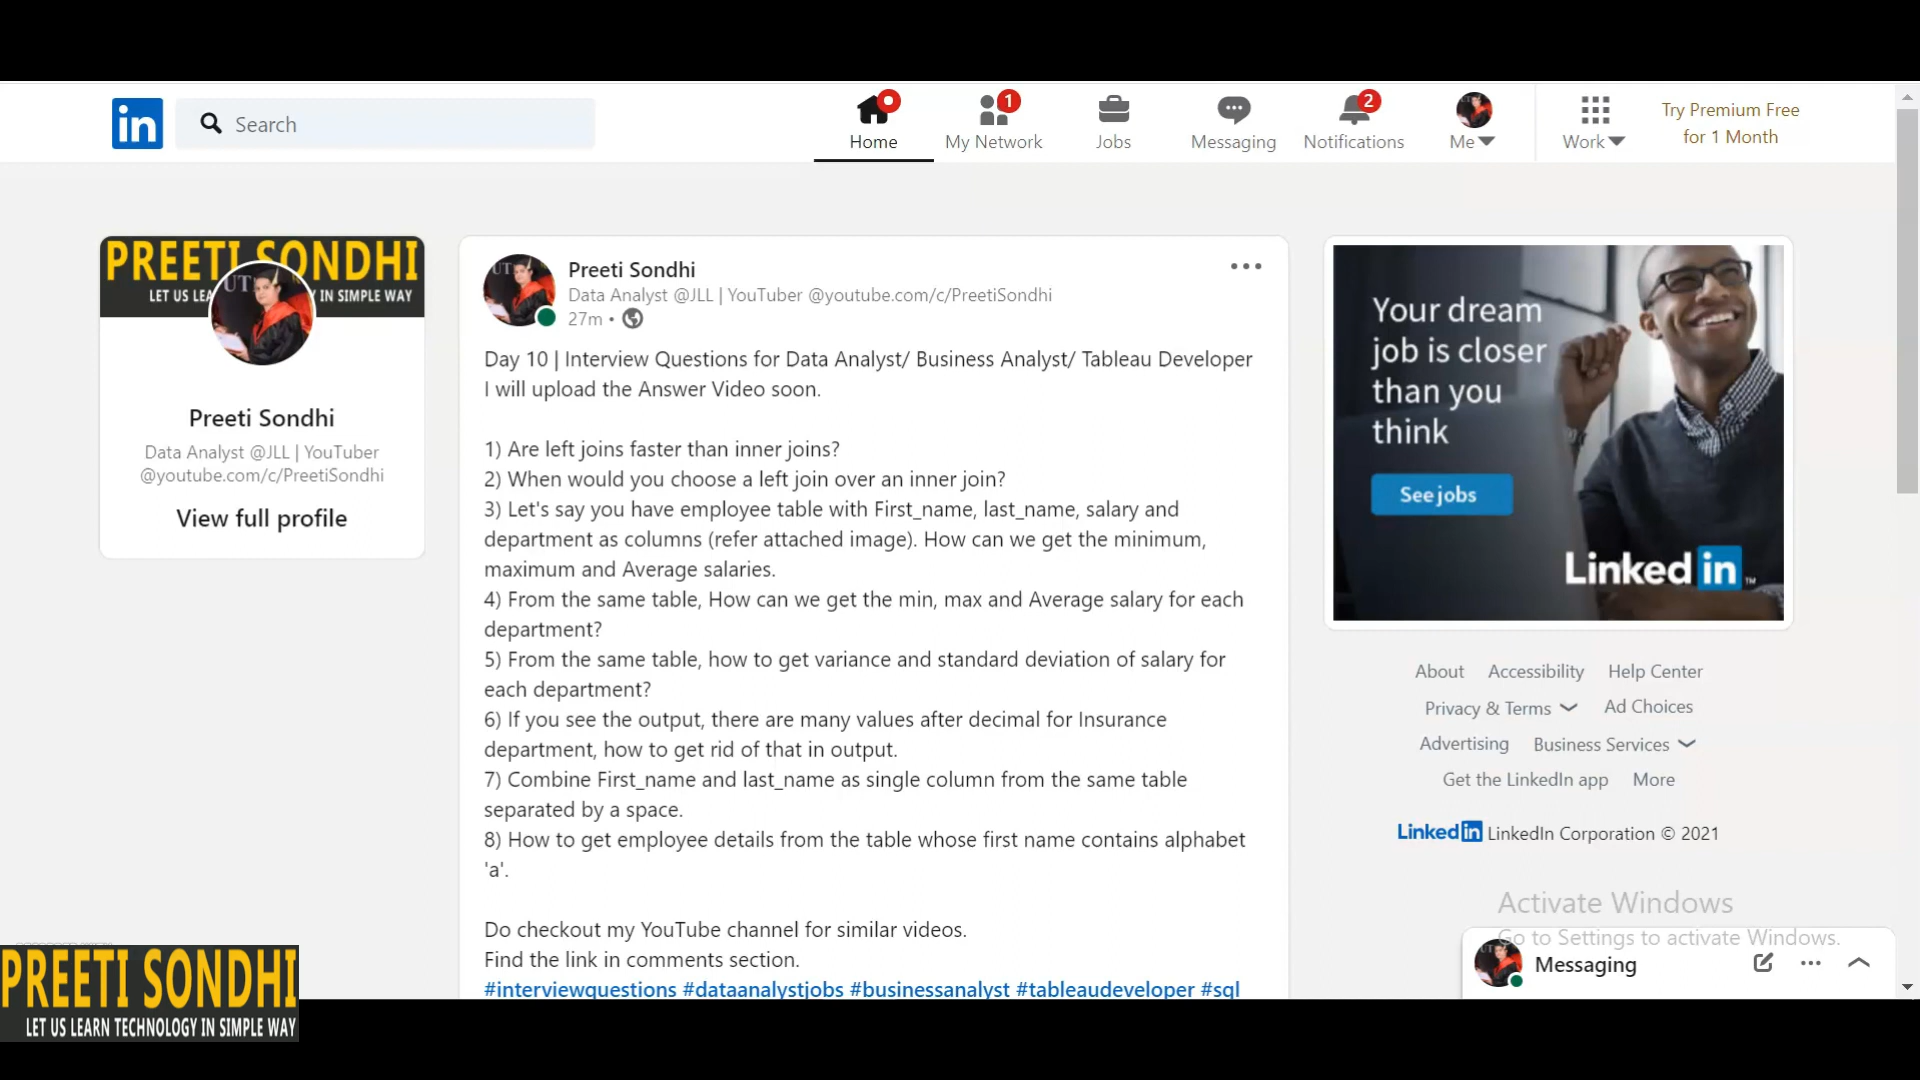 in
Search
Home
1
My Network
Jobs
Messaging
2
Notifications
Me
Work
Try Premium Free
for 1 Month
PREETI SONDHI
LET US LEA
IN SIMPLE WAY
UT
Preeti Sondhi
Data Analyst @JLL | YouTuber
@youtube.com/c/PreetiSondhi
View full profile
Preeti Sondhi
Data Analyst @JLL | YouTuber @youtube.com/c/PreetiSondhi
27m •
Day 10 | Interview Questions for Data Analyst/ Business Analyst/ Tableau Developer
I will upload the Answer Video soon.
1) Are left joins faster than inner joins?
2) When would you choose a left join over an inner join?
3) Let's say you have employee table with First_name, last_name, salary and
department as columns (refer attached image). How can we get the minimum,
maximum and Average salaries.
4) From the same table, How can we get the min, max and Average salary for each
department?
5) From the same table, how to get variance and standard deviation of salary for
each department?
6) If you see the output, there are many values after decimal for Insurance
department, how to get rid of that in output.
7) Combine First_name and last_name as single column from the same table
separated by a space.
8) How to get employee details from the table whose first name contains alphabet
'a'.
Do checkout my YouTube channel for similar videos.
Find the link in comments section.
#interviewquestions #dataanalystjobs #businessanalyst #tableaudeveloper #sql
Your dream
job is closer
than you
think
See jobs
Linked in
About Accessibility Help Center
Privacy & Terms Ad Choices
Advertising Business Services
Get the LinkedIn app More
Linked in LinkedIn Corporation © 2021
Activate Windows
Go to Settings to activate Windows.
Messaging
PREETI SONDHI
LET US LEARN TECHNOLOGY IN SIMPLE WAY